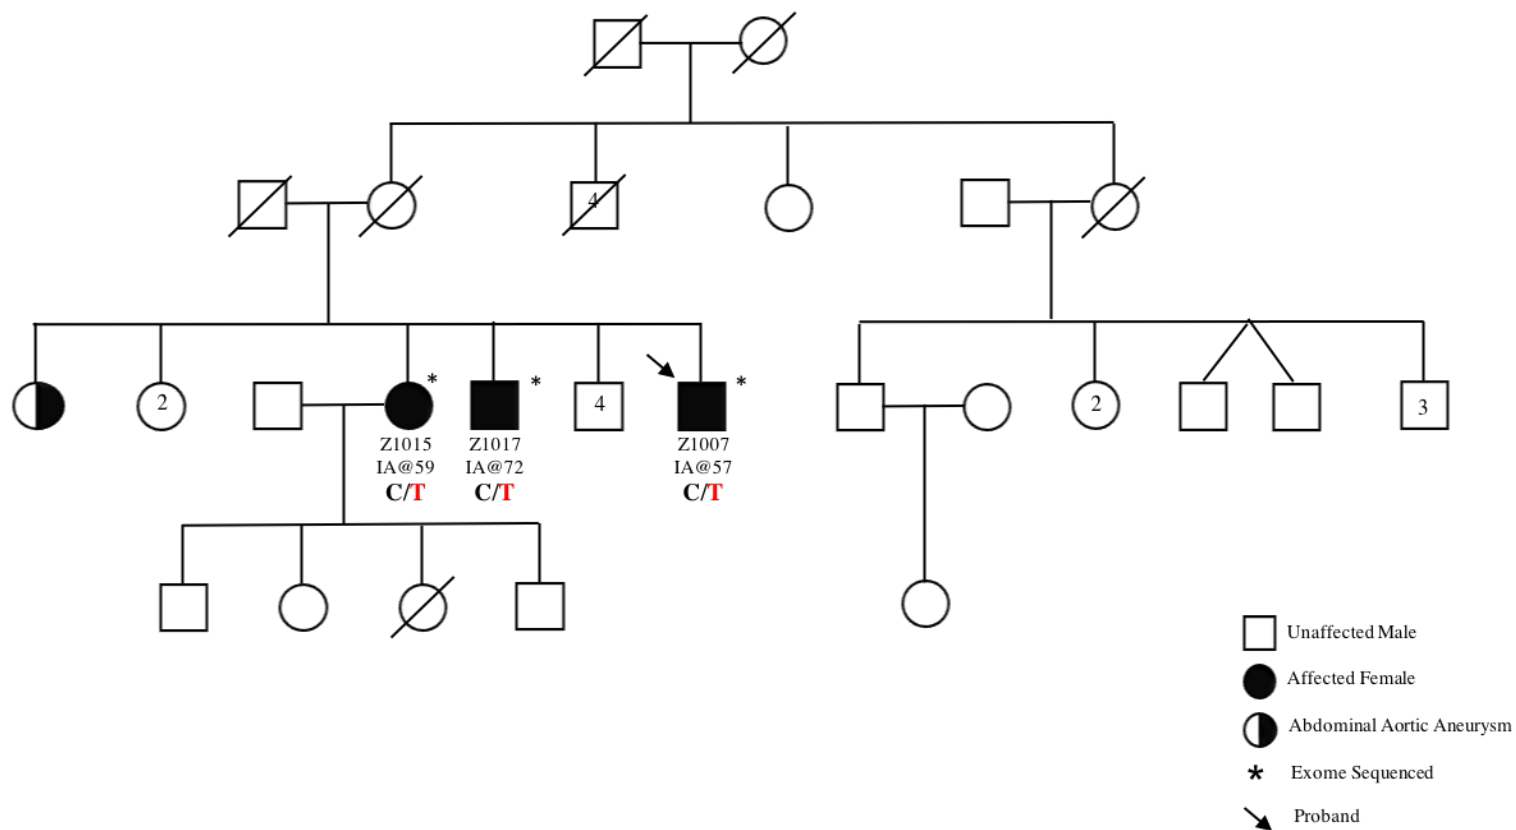 4
2
*
*
4
*
2
3
Z1015
IA@59
C/T
Z1017
IA@72
C/T
Z1007
IA@57
C/T
Unaffected Male
Affected Female
Abdominal Aortic Aneurysm
* Exome Sequenced
Proband